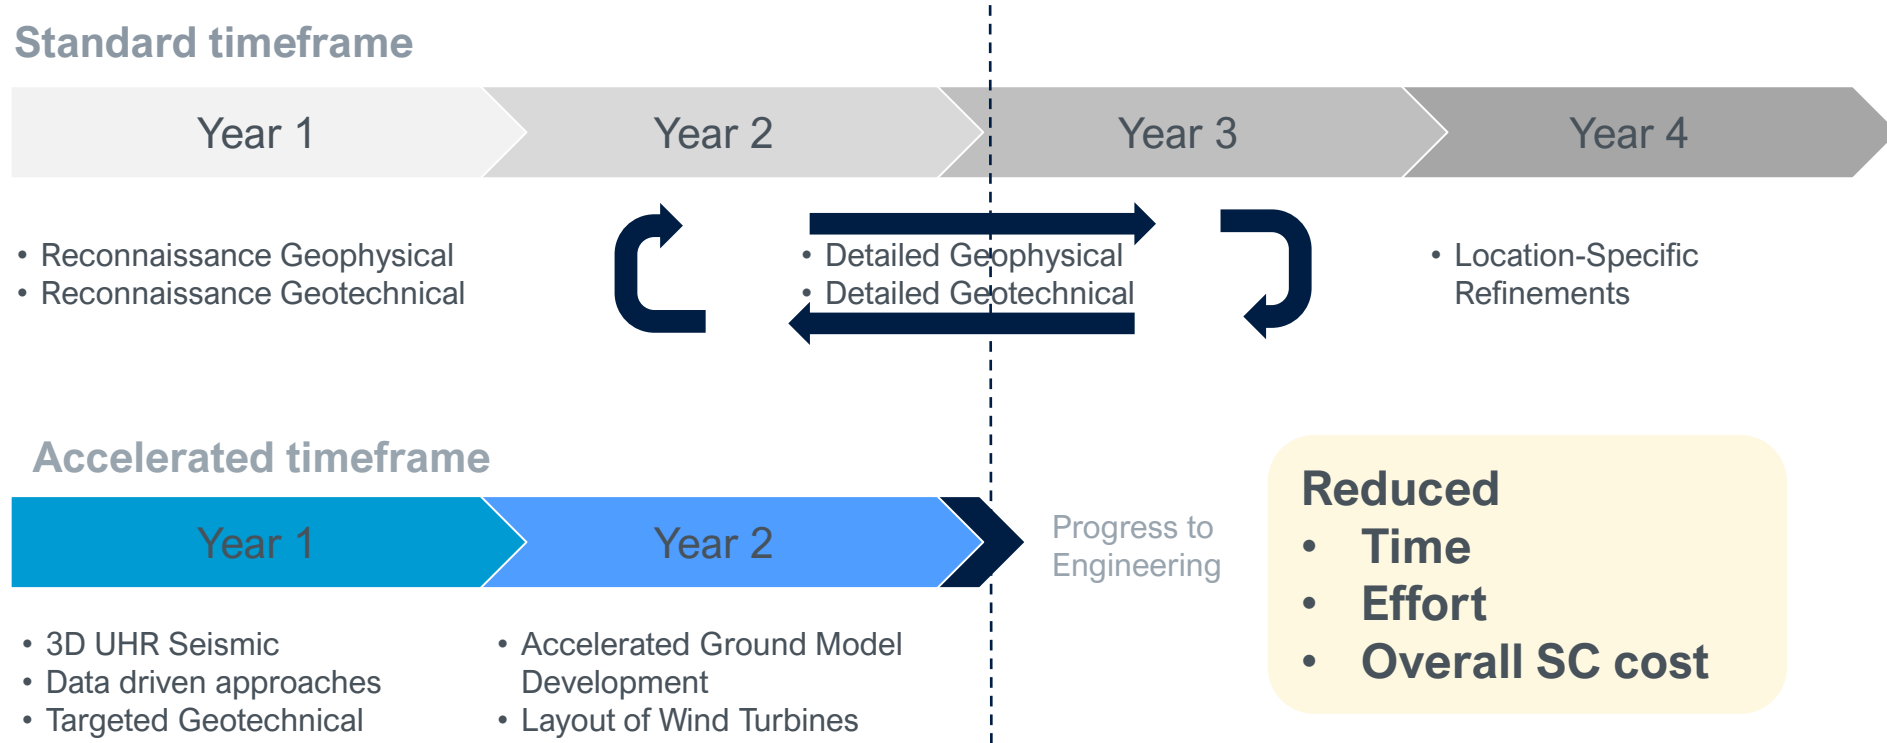 Standard timeframe
Year 1
Year 2
Year 3
Year 4
• Reconnaissance Geophysical
• Reconnaissance Geotechnical
• Detailed Geophysical
• Detailed Geotechnical
• Location-Specific
Refinements
Accelerated timeframe
Year 1
Year 2
Progress to
Engineering
• 3D UHR Seismic
• Data driven approaches
• Targeted Geotechnical
• Accelerated Ground Model
Development
• Layout of Wind Turbines
Reduced
• Time
• Effort
• Overall SC cost